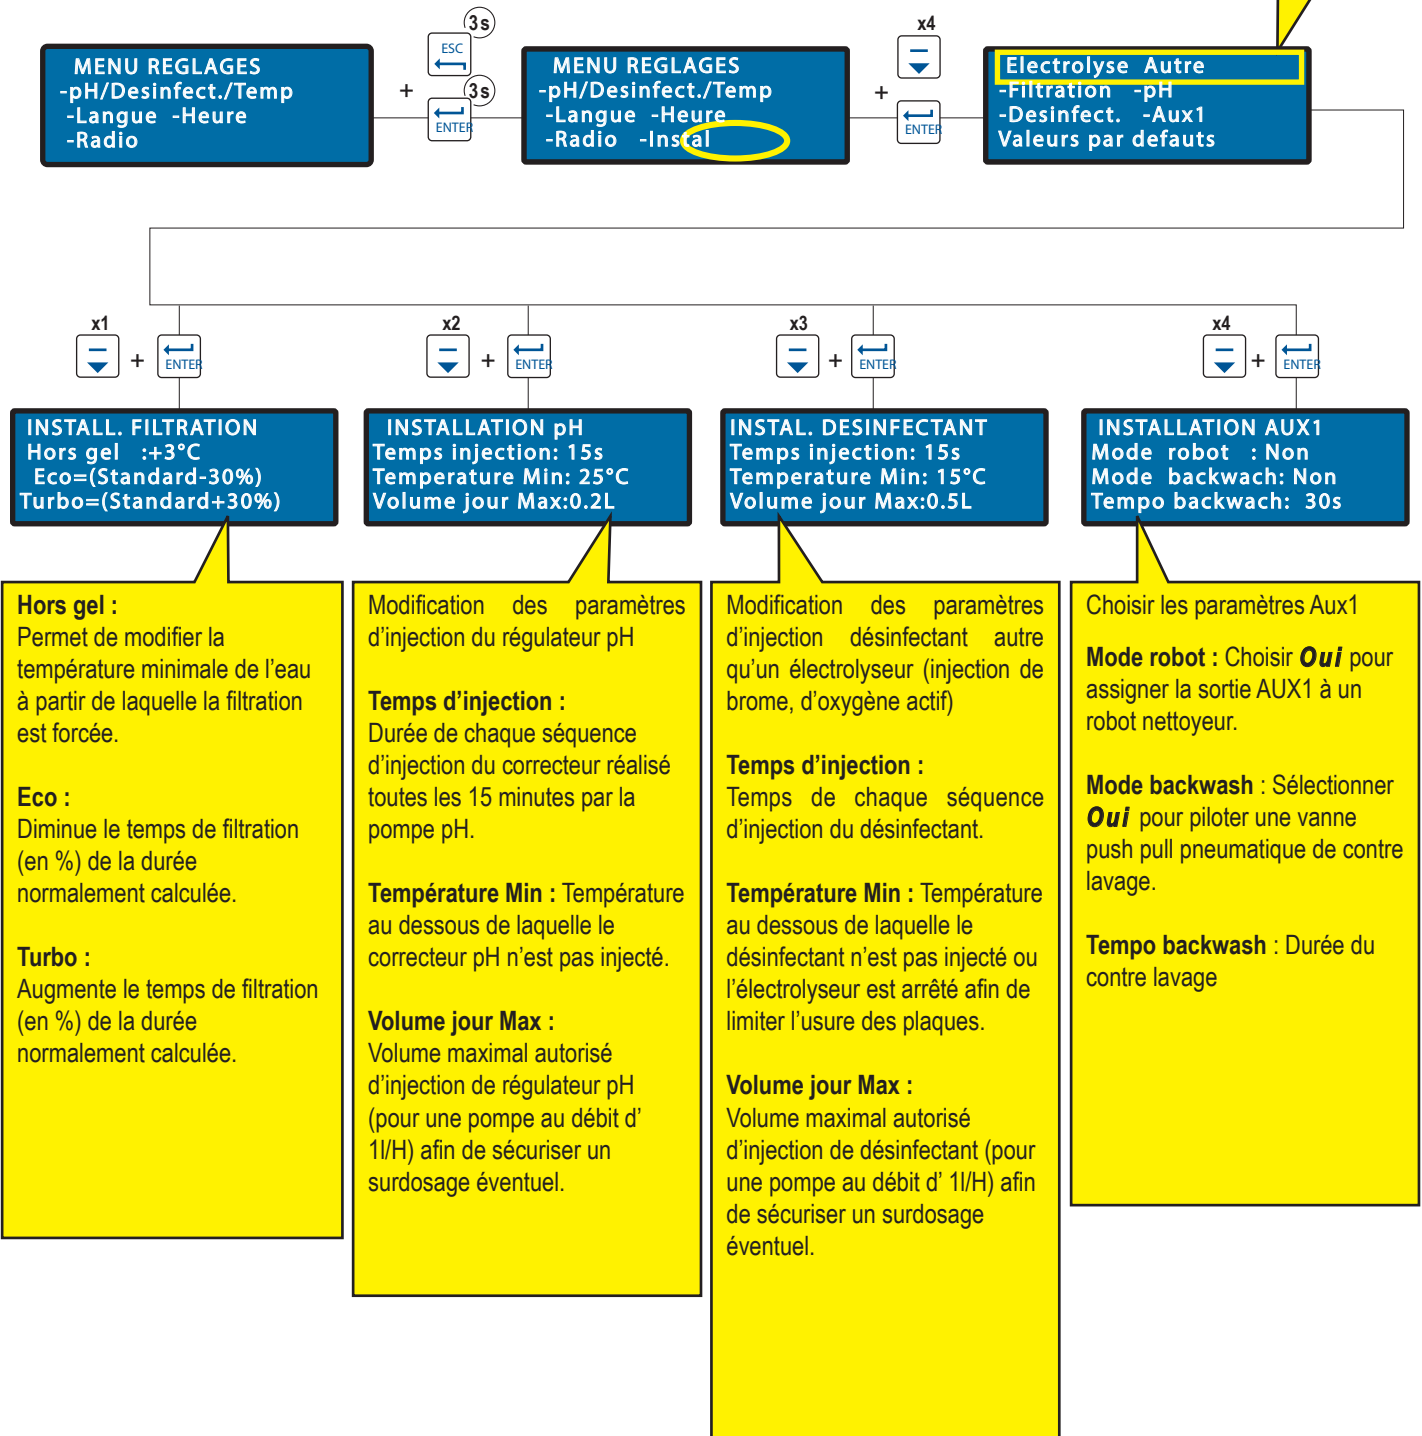 3s
ESC
3s
ENTER
+
MENU REGLAGES
-pH/Desinfect./Temp
-Langue -Heure
-Radio
MENU REGLAGES
-pH/Desinfect./Temp
-Langue -Heure
-Radio -Instal
x4
+
ENTER
Electrolyse Autre
-Filtration -pH
-Desinfect. -Aux1
Valeurs par defauts
x1
+
ENTER
x2
+
ENTER
x3
+
ENTER
x4
+
ENTER
INSTALL. FILTRATION
Hors gel :+3°C
Eco=(Standard-30%)
Turbo=(Standard+30%)
INSTALLATION pH
Temps injection: 15s
Temperature Min: 25°C
Volume jour Max:0.2L
INSTAL. DESINFECTANT
Temps injection: 15s
Temperature Min: 15°C
Volume jour Max:0.5L
INSTALLATION AUX1
Mode robot : Non
Mode backwach: Non
Tempo backwach: 30s
Hors gel :
Permet de modifier la
température minimale de l'eau
à partir de laquelle la filtration
est forcée.
Eco :
Diminue le temps de filtration
(en %) de la durée
normalement calculée.
Turbo :
Augmente le temps de filtration
(en %) de la durée
normalement calculée.
Modification des paramètres
d'injection du régulateur pH
Temps d'injection :
Durée de chaque séquence
d'injection du correcteur réalisé
toutes les 15 minutes par la
pompe pH.
Température Min : Température
au dessous de laquelle le
correcteur pH n'est pas injecté.
Volume jour Max :
Volume maximal autorisé
d'injection de régulateur pH
(pour une pompe au débit d'
1l/H) afin de sécuriser un
surdosage éventuel.
Modification des paramètres
d'injection désinfectant autre
qu'un électrolyseur (injection de
brome, d'oxygène actif)
Temps d'injection :
Temps de chaque séquence
d'injection du désinfectant.
Température Min : Température
au dessous de laquelle le
désinfectant n'est pas injecté ou
l'électrolyseur est arrêté afin de
limiter l'usure des plaques.
Volume jour Max :
Volume maximal autorisé
d'injection de désinfectant (pour
une pompe au débit d' 1l/H) afin
de sécuriser un surdosage
éventuel.
Choisir les paramètres Aux1
Mode robot : Choisir Oui pour
assigner la sortie AUX1 à un
robot nettoyeur.
Mode backwash : Sélectionner
Oui pour piloter une vanne
push pull pneumatique de contre
lavage.
Tempo backwash : Durée du
contre lavage